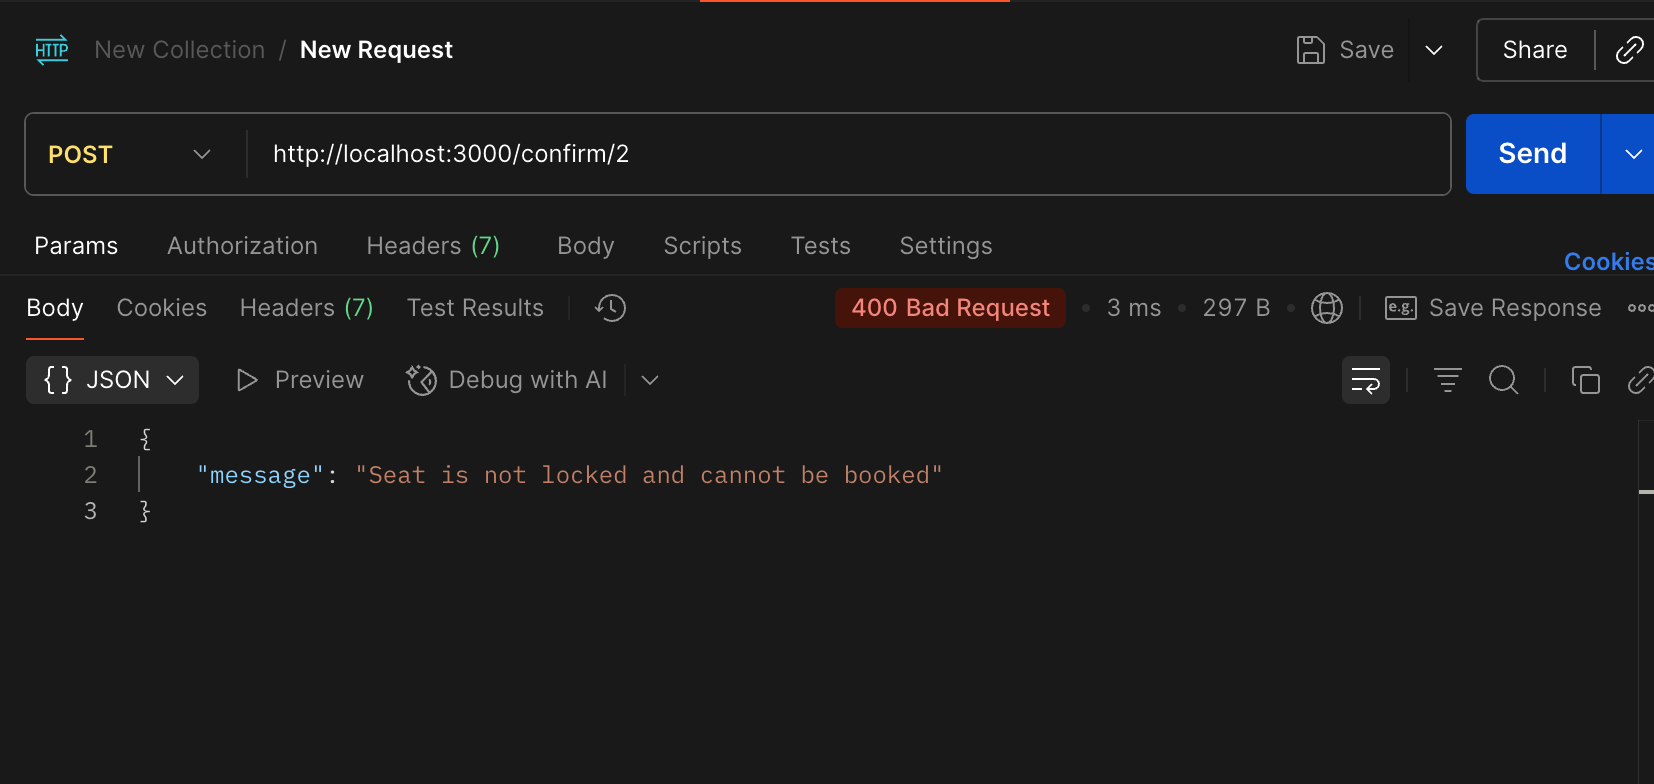 HTTP New Collection / New Request Save Share
POST http://localhost:3000/confirm/2 Send
Params Authorization Headers (7) Body Scripts Tests Settings Cookies
Body Cookies Headers (7) Test Results 400 Bad Request • 3 ms • 297 B • e.g. Save Response
{} JSON Preview Debug with AI
1 {
2 "message": "Seat is not locked and cannot be booked"
3 }